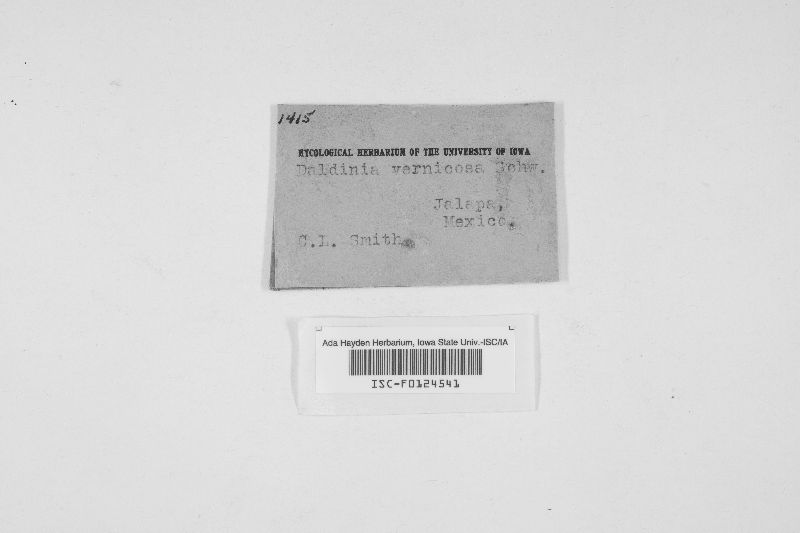 1415
MYCOLOGICAL HERBARIUM OF THE UNIVERSITY OF IOWA
Daldinia vernicosa Schw.
Jalapa,
Mexico.
C.L. Smith.
Ada Hayden Herbarium, Iowa State Univ.-ISC/IA
ISC-F0124541